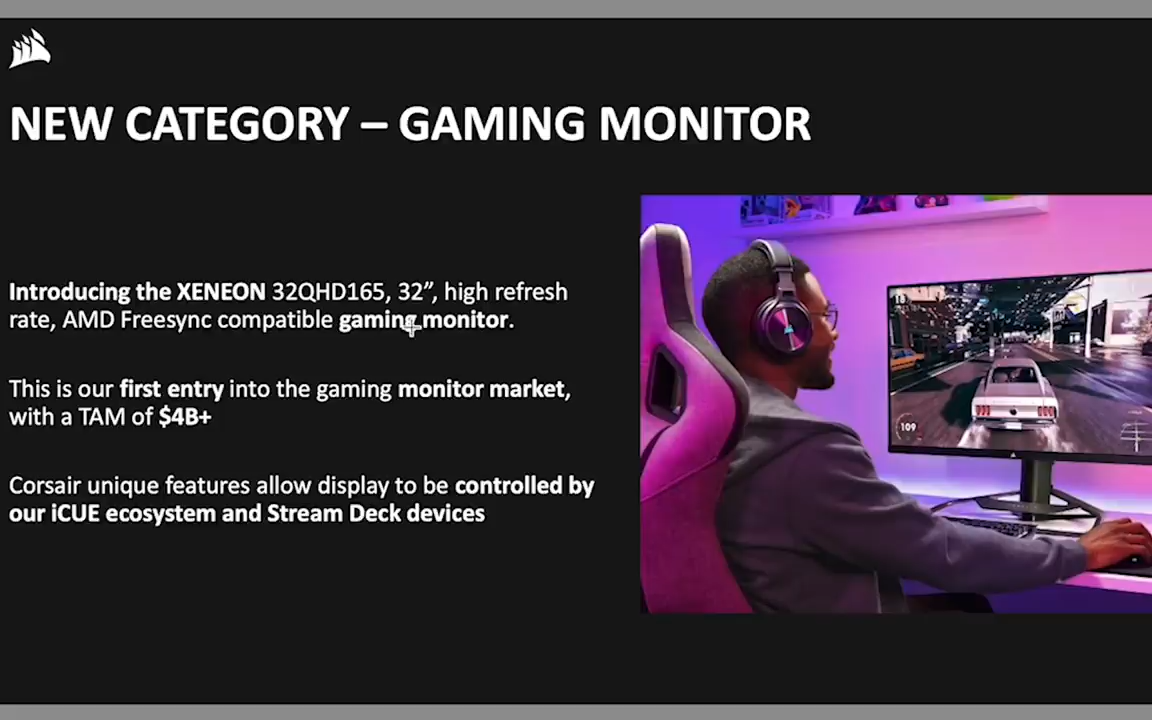 NEW CATEGORY – GAMING MONITOR
Introducing the XENEON 32QHD165, 32”, high refresh
rate, AMD Freesync compatible gaming monitor.
This is our first entry into the gaming monitor market,
with a TAM of $4B+
Corsair unique features allow display to be controlled by
our iCUE ecosystem and Stream Deck devices
18
109